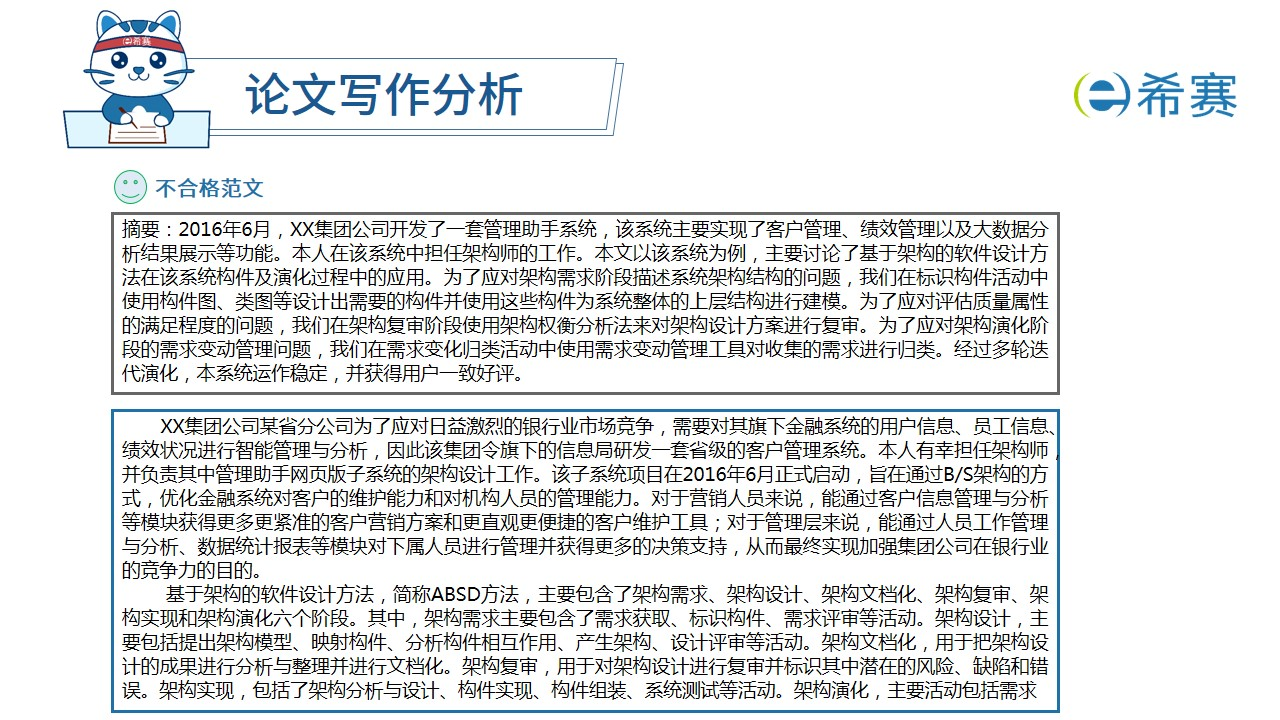 希赛
论文写作分析
希赛
不合格范文
摘要：2016年6月，XX集团公司开发了一套管理助手系统，该系统主要实现了客户管理、绩效管理以及大数据分
析结果展示等功能。本人在该系统中担任架构师的工作。本文以该系统为例，主要讨论了基于架构的软件设计方
法在该系统构件及演化过程中的应用。为了应对架构需求阶段描述系统架构结构的问题，我们在标识构件活动中
使用构件图、类图等设计出需要的构件并使用这些构件为系统整体的上层结构进行建模。为了应对评估质量属性
的满足程度的问题，我们在架构复审阶段使用架构权衡分析法来对架构设计方案进行复审。为了应对架构演化阶
段的需求变动管理问题，我们在需求变化归类活动中使用需求变动管理工具对收集的需求进行归类。经过多轮迭
代演化，本系统运作稳定，并获得用户一致好评。
XX集团公司某省分公司为了应对日益激烈的银行业市场竞争，需要对其旗下金融系统的用户信息、员工信息、
绩效状况进行智能管理与分析，因此该集团令旗下的信息局研发一套省级的客户管理系统。本人有幸担任架构师，
并负责其中管理助手网页版子系统的架构设计工作。该子系统项目在2016年6月正式启动，旨在通过B/S架构的方
式，优化金融系统对客户的维护能力和对机构人员的管理能力。对于营销人员来说，能通过客户信息管理与分析
等模块获得更多更紧准的客户营销方案和更直观更便捷的客户维护工具；对于管理层来说，能通过人员工作管理
与分析、数据统计报表等模块对下属人员进行管理并获得更多的决策支持，从而最终实现加强集团公司在银行业
的竞争力的目的。
基于架构的软件设计方法，简称ABSD方法，主要包含了架构需求、架构设计、架构文档化、架构复审、架
构实现和架构演化六个阶段。其中，架构需求主要包含了需求获取、标识构件、需求评审等活动。架构设计，主
要包括提出架构模型、映射构件、分析构件相互作用、产生架构、设计评审等活动。架构文档化，用于把架构设
计的成果进行分析与整理并进行文档化。架构复审，用于对架构设计进行复审并标识其中潜在的风险、缺陷和错
误。架构实现，包括了架构分析与设计、构件实现、构件组装、系统测试等活动。架构演化，主要活动包括需求